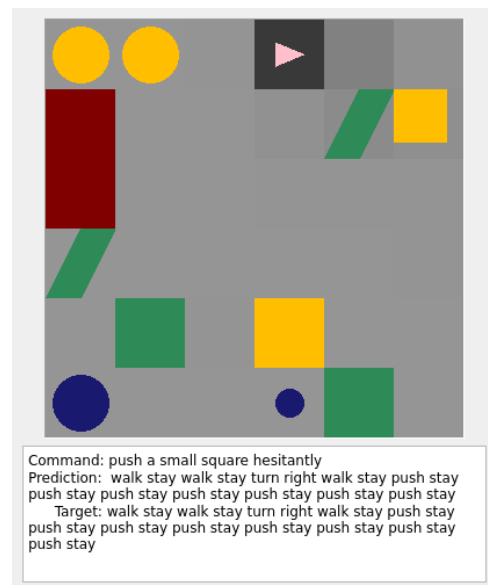 Command: push a small square hesitantly
Prediction:  walk stay walk stay turn right walk stay push stay
push stay push stay push stay push stay push stay push stay
Target: walk stay walk stay turn right walk stay push stay
push stay push stay push stay push stay push stay push stay
push stay